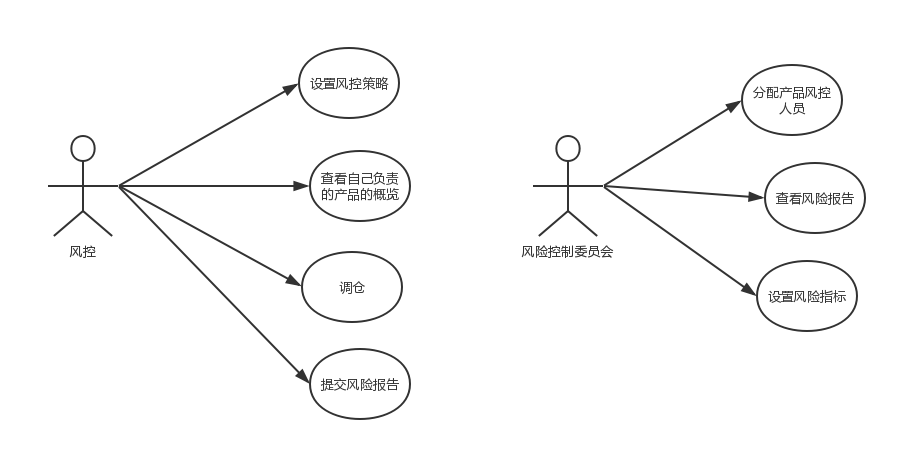 设置风控策略
查看自己负责
的产品的概览
风控
调仓
提交风险报告
分配产品风控
人员
查看风险报告
风险控制委员会
设置风险指标